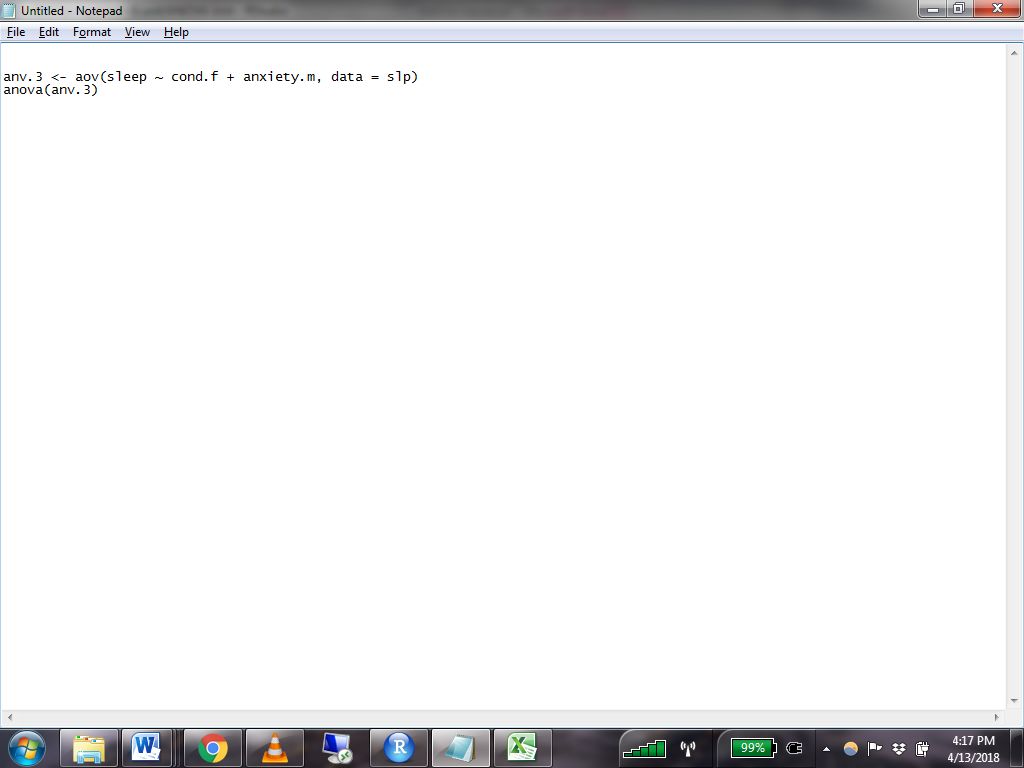 Untitled - Notepad
File Edit Format View Help
anv.3 <- aov(sleep ~ cond.f + anxiety.m, data = slp)
anova(anv.3)
W
R
X
99%
4:17 PM
4/13/2018